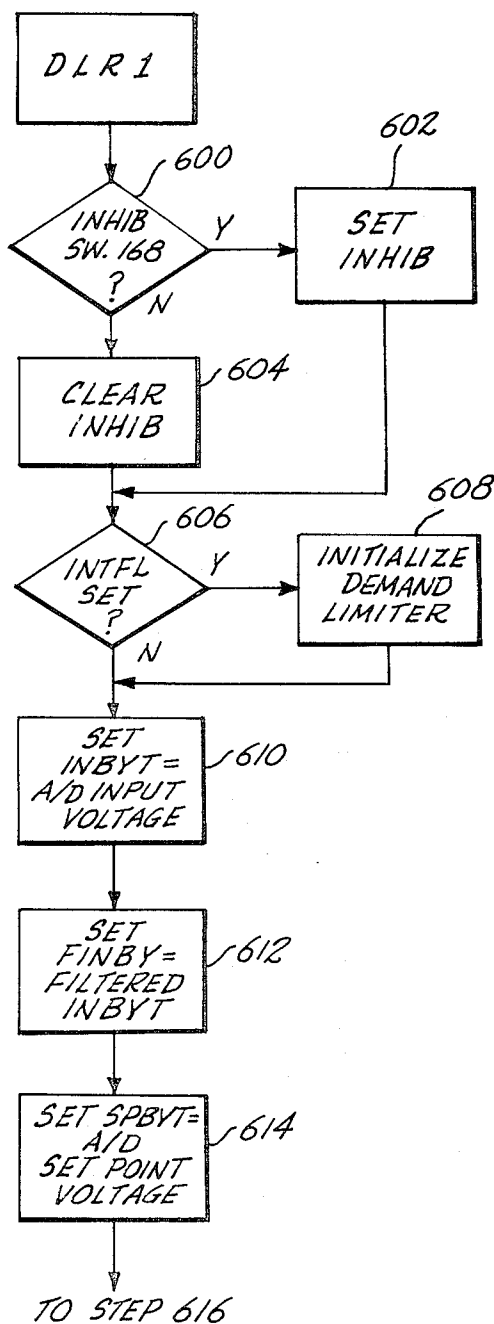 DLR 1
600
602
INHIB
SW. 168
?
Y
N
SET
INHIB
604
CLEAR
INHIB
606
608
INTFL
SET
?
Y
N
INITIALIZE
DEMAND
LIMITER
SET
INBYT =
A/D INPUT
VOLTAGE
610
SET
FINBY =
FILTERED
INBYT
612
SET SPBYT =
A/D
SET POINT
VOLTAGE
614
TO STEP 616